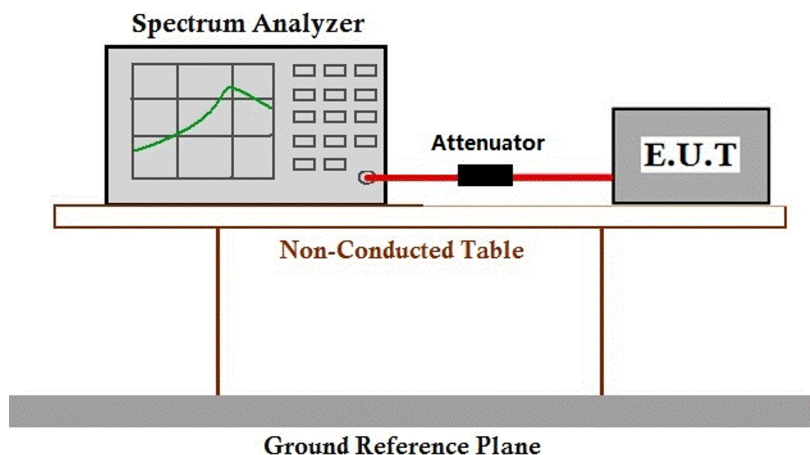 Spectrum Analyzer
Attenuator
E.U.T
Non-Conducted Table
Ground Reference Plane